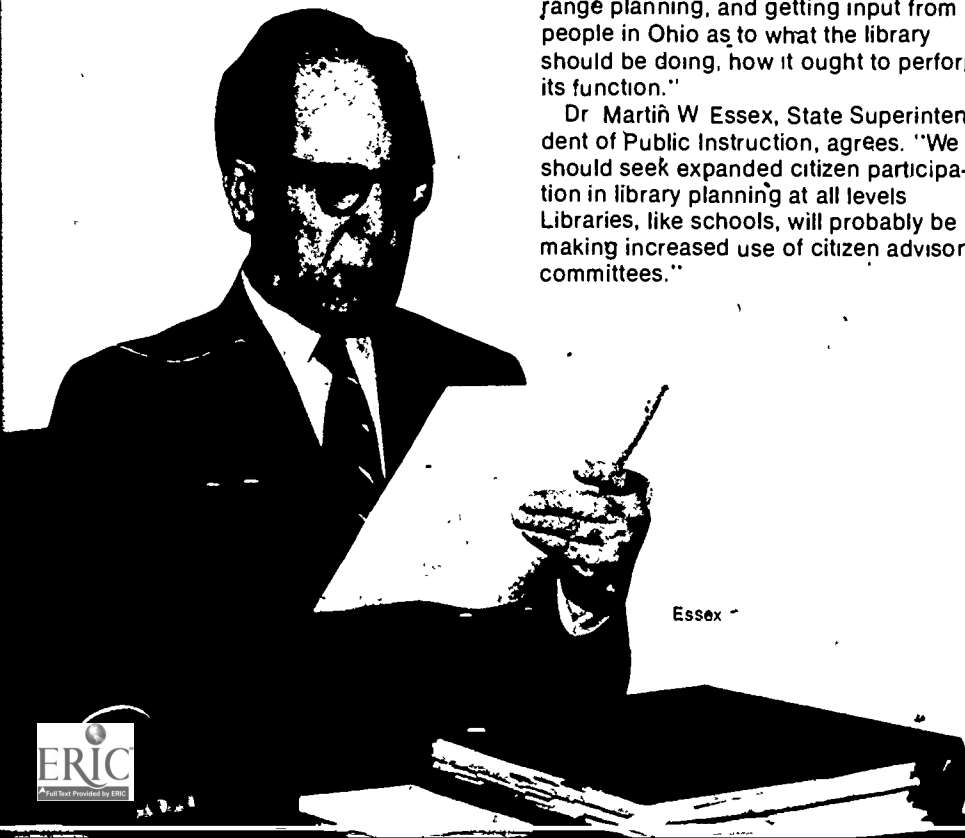 range planning, and getting input from
people in Ohio as to what the library
should be doing, how it ought to perfor
its function."
Dr Martin W Essex, State Superinten
dent of Public Instruction, agrees. "We
should seek expanded citizen participa-
tion in library planning at all levels
Libraries, like schools, will probably be
making increased use of citizen advisor
committees."
Essex
ERIC
Full Text Provided by ERIC